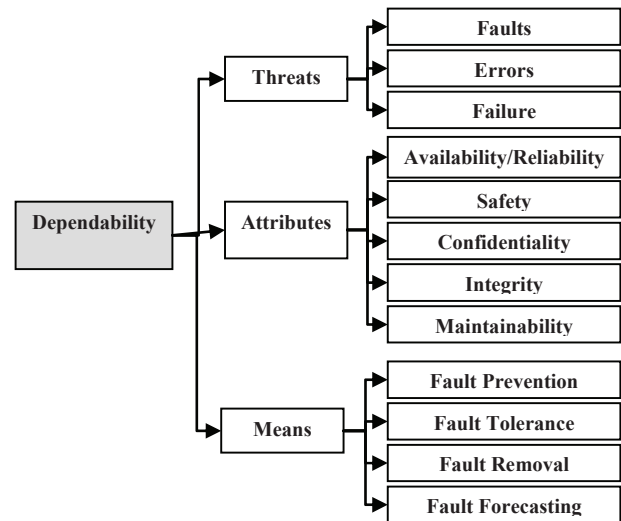 Dependability
Threats
Faults
Errors
Failure
Attributes
Availability/Reliability
Safety
Confidentiality
Integrity
Maintainability
Means
Fault Prevention
Fault Tolerance
Fault Removal
Fault Forecasting